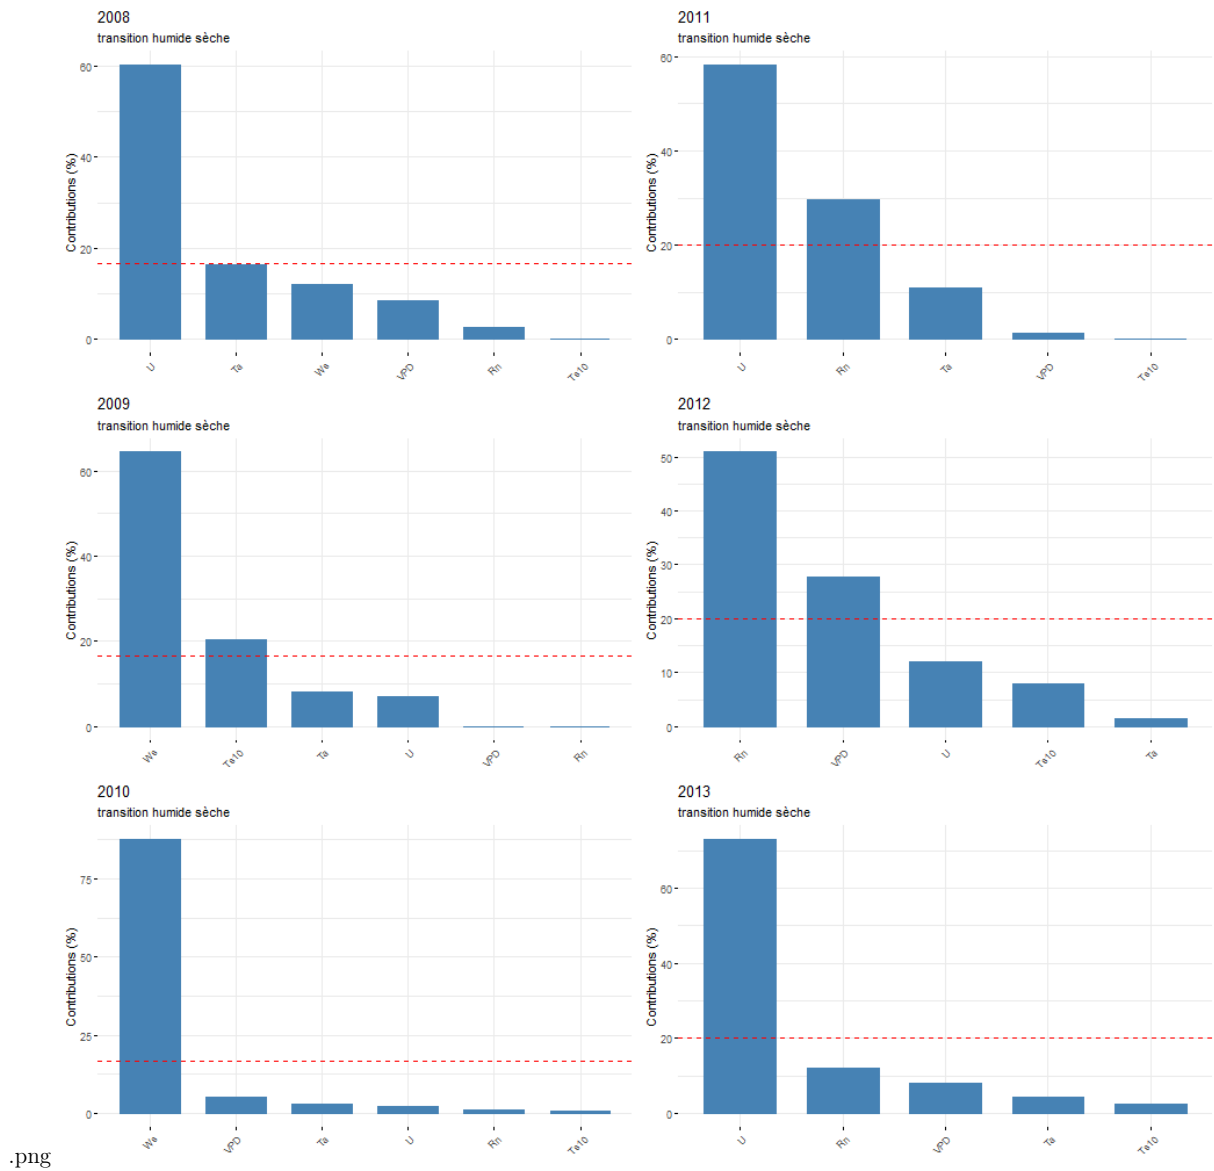 2008
transition humide sèche
Contributions (%)
60
40
20
0
U
Ta
Ws
VPD
Rn
Ts10
2011
transition humide sèche
Contributions (%)
60
40
20
0
U
Rn
Ta
VPD
Ts10
2009
transition humide sèche
Contributions (%)
60
40
20
0
Ws
Ts10
Ta
U
VPD
Rn
2012
transition humide sèche
Contributions (%)
50
40
30
20
10
0
Rn
VPD
U
Ts10
Ta
2010
transition humide sèche
Contributions (%)
75
50
25
0
Ws
VPD
Ta
U
Rn
Ts10
2013
transition humide sèche
Contributions (%)
60
40
20
0
U
Rn
VPD
Ta
Ts10
.png